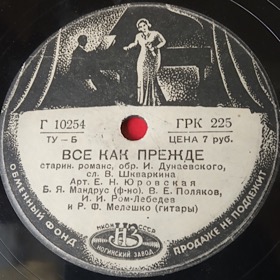 Г 10254 ГРК 225
ТУ-Б ЦЕНА 7 руб.
ВСЕ КАК ПРЕЖДЕ
старин. романс, обр. И. Дунаевского,
сл. В. Шкваркина
Арт. Е. Н. Юровская
Б. Я. Мандрус (ф-но), В. Е. Поляков,
И. И. Ром-Лебедев
и Р. Ф. Мелешко (гитары)
НЗ
НОГИНСКИЙ ЗАВОД
ОБМЕННЫЙ ФОНД
ПРОДАЖЕ НЕ ПОДЛЕЖИТ